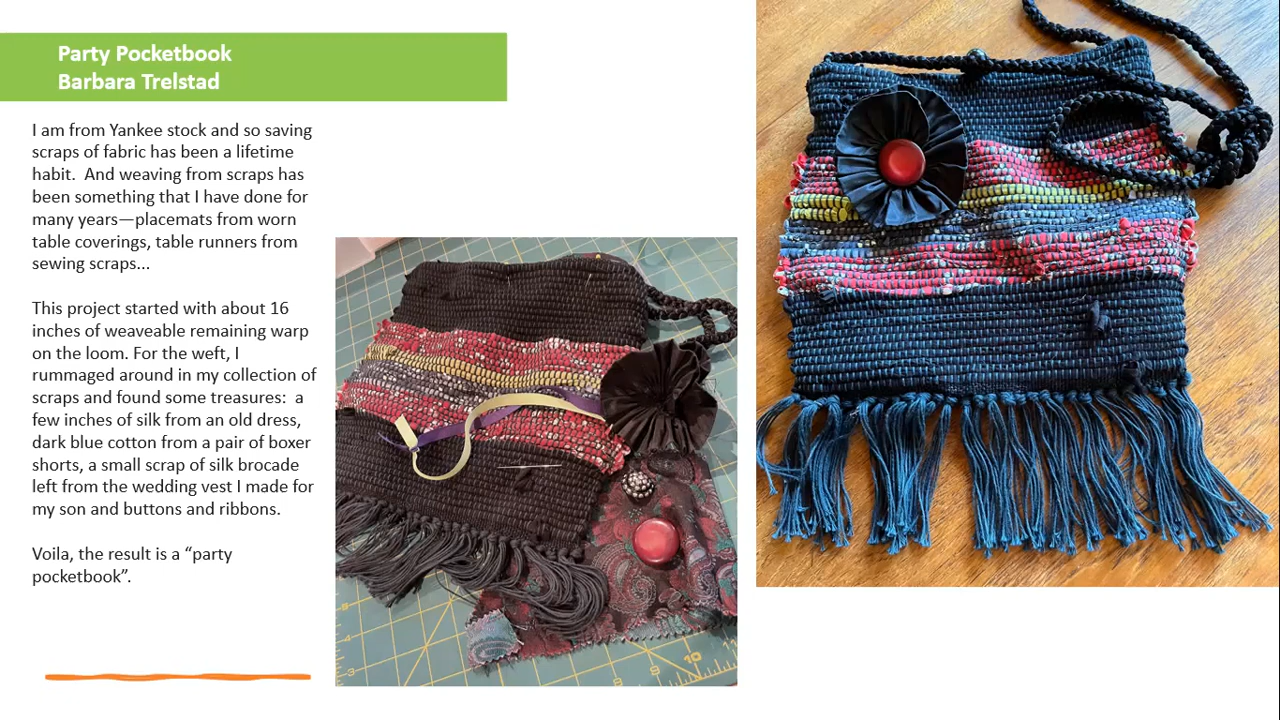 Party Pocketbook
Barbara Trelstad
I am from Yankee stock and so saving
scraps of fabric has been a lifetime
habit.  And weaving from scraps has
been something that I have done for
many years—placemats from worn
table coverings, table runners from
sewing scraps...
This project started with about 16
inches of weaveable remaining warp
on the loom. For the weft, I
rummaged around in my collection of
scraps and found some treasures:  a
few inches of silk from an old dress,
dark blue cotton from a pair of boxer
shorts, a small scrap of silk brocade
left from the wedding vest I made for
my son and buttons and ribbons.
Voila, the result is a “party
pocketbook”.
10